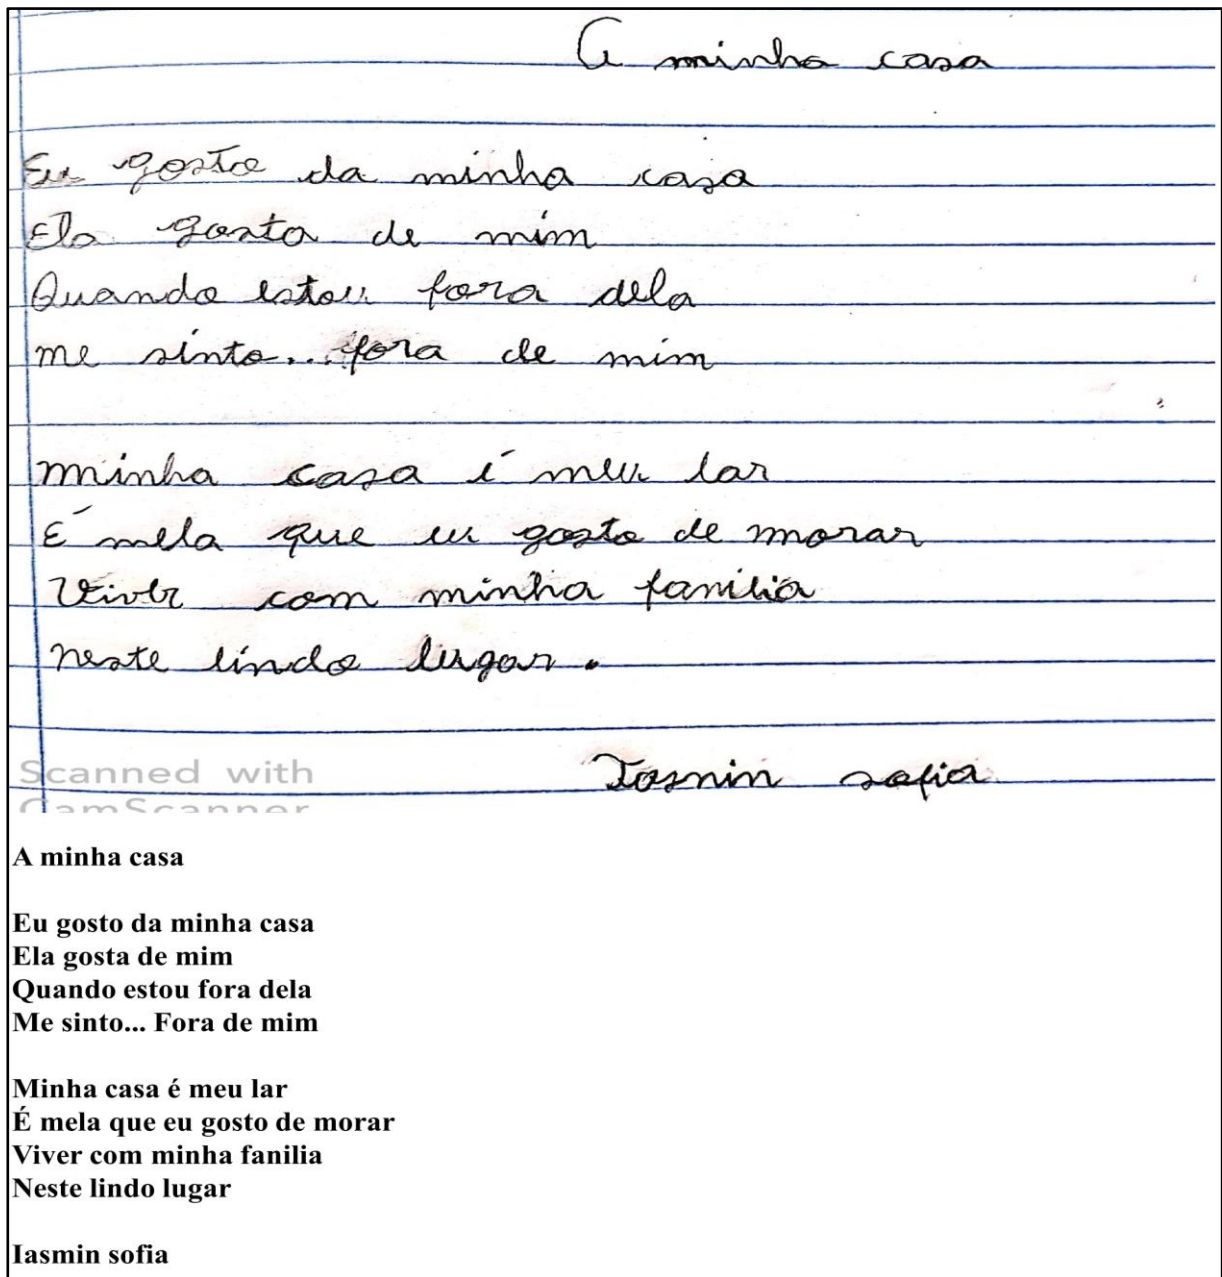 A minha casa
Eu gosto da minha casa
Ela gosta de mim
Quando estou fora dela
me sinto... fora de mim
minha casa é meu lar
É mela que eu gosto de morar
Viver com minha fanilia
neste lindo lugar.
Iasmin sofia
Scanned with
CamScanner
A minha casa
Eu gosto da minha casa
Ela gosta de mim
Quando estou fora dela
Me sinto... Fora de mim
Minha casa é meu lar
É mela que eu gosto de morar
Viver com minha fanilia
Neste lindo lugar
Iasmin sofia